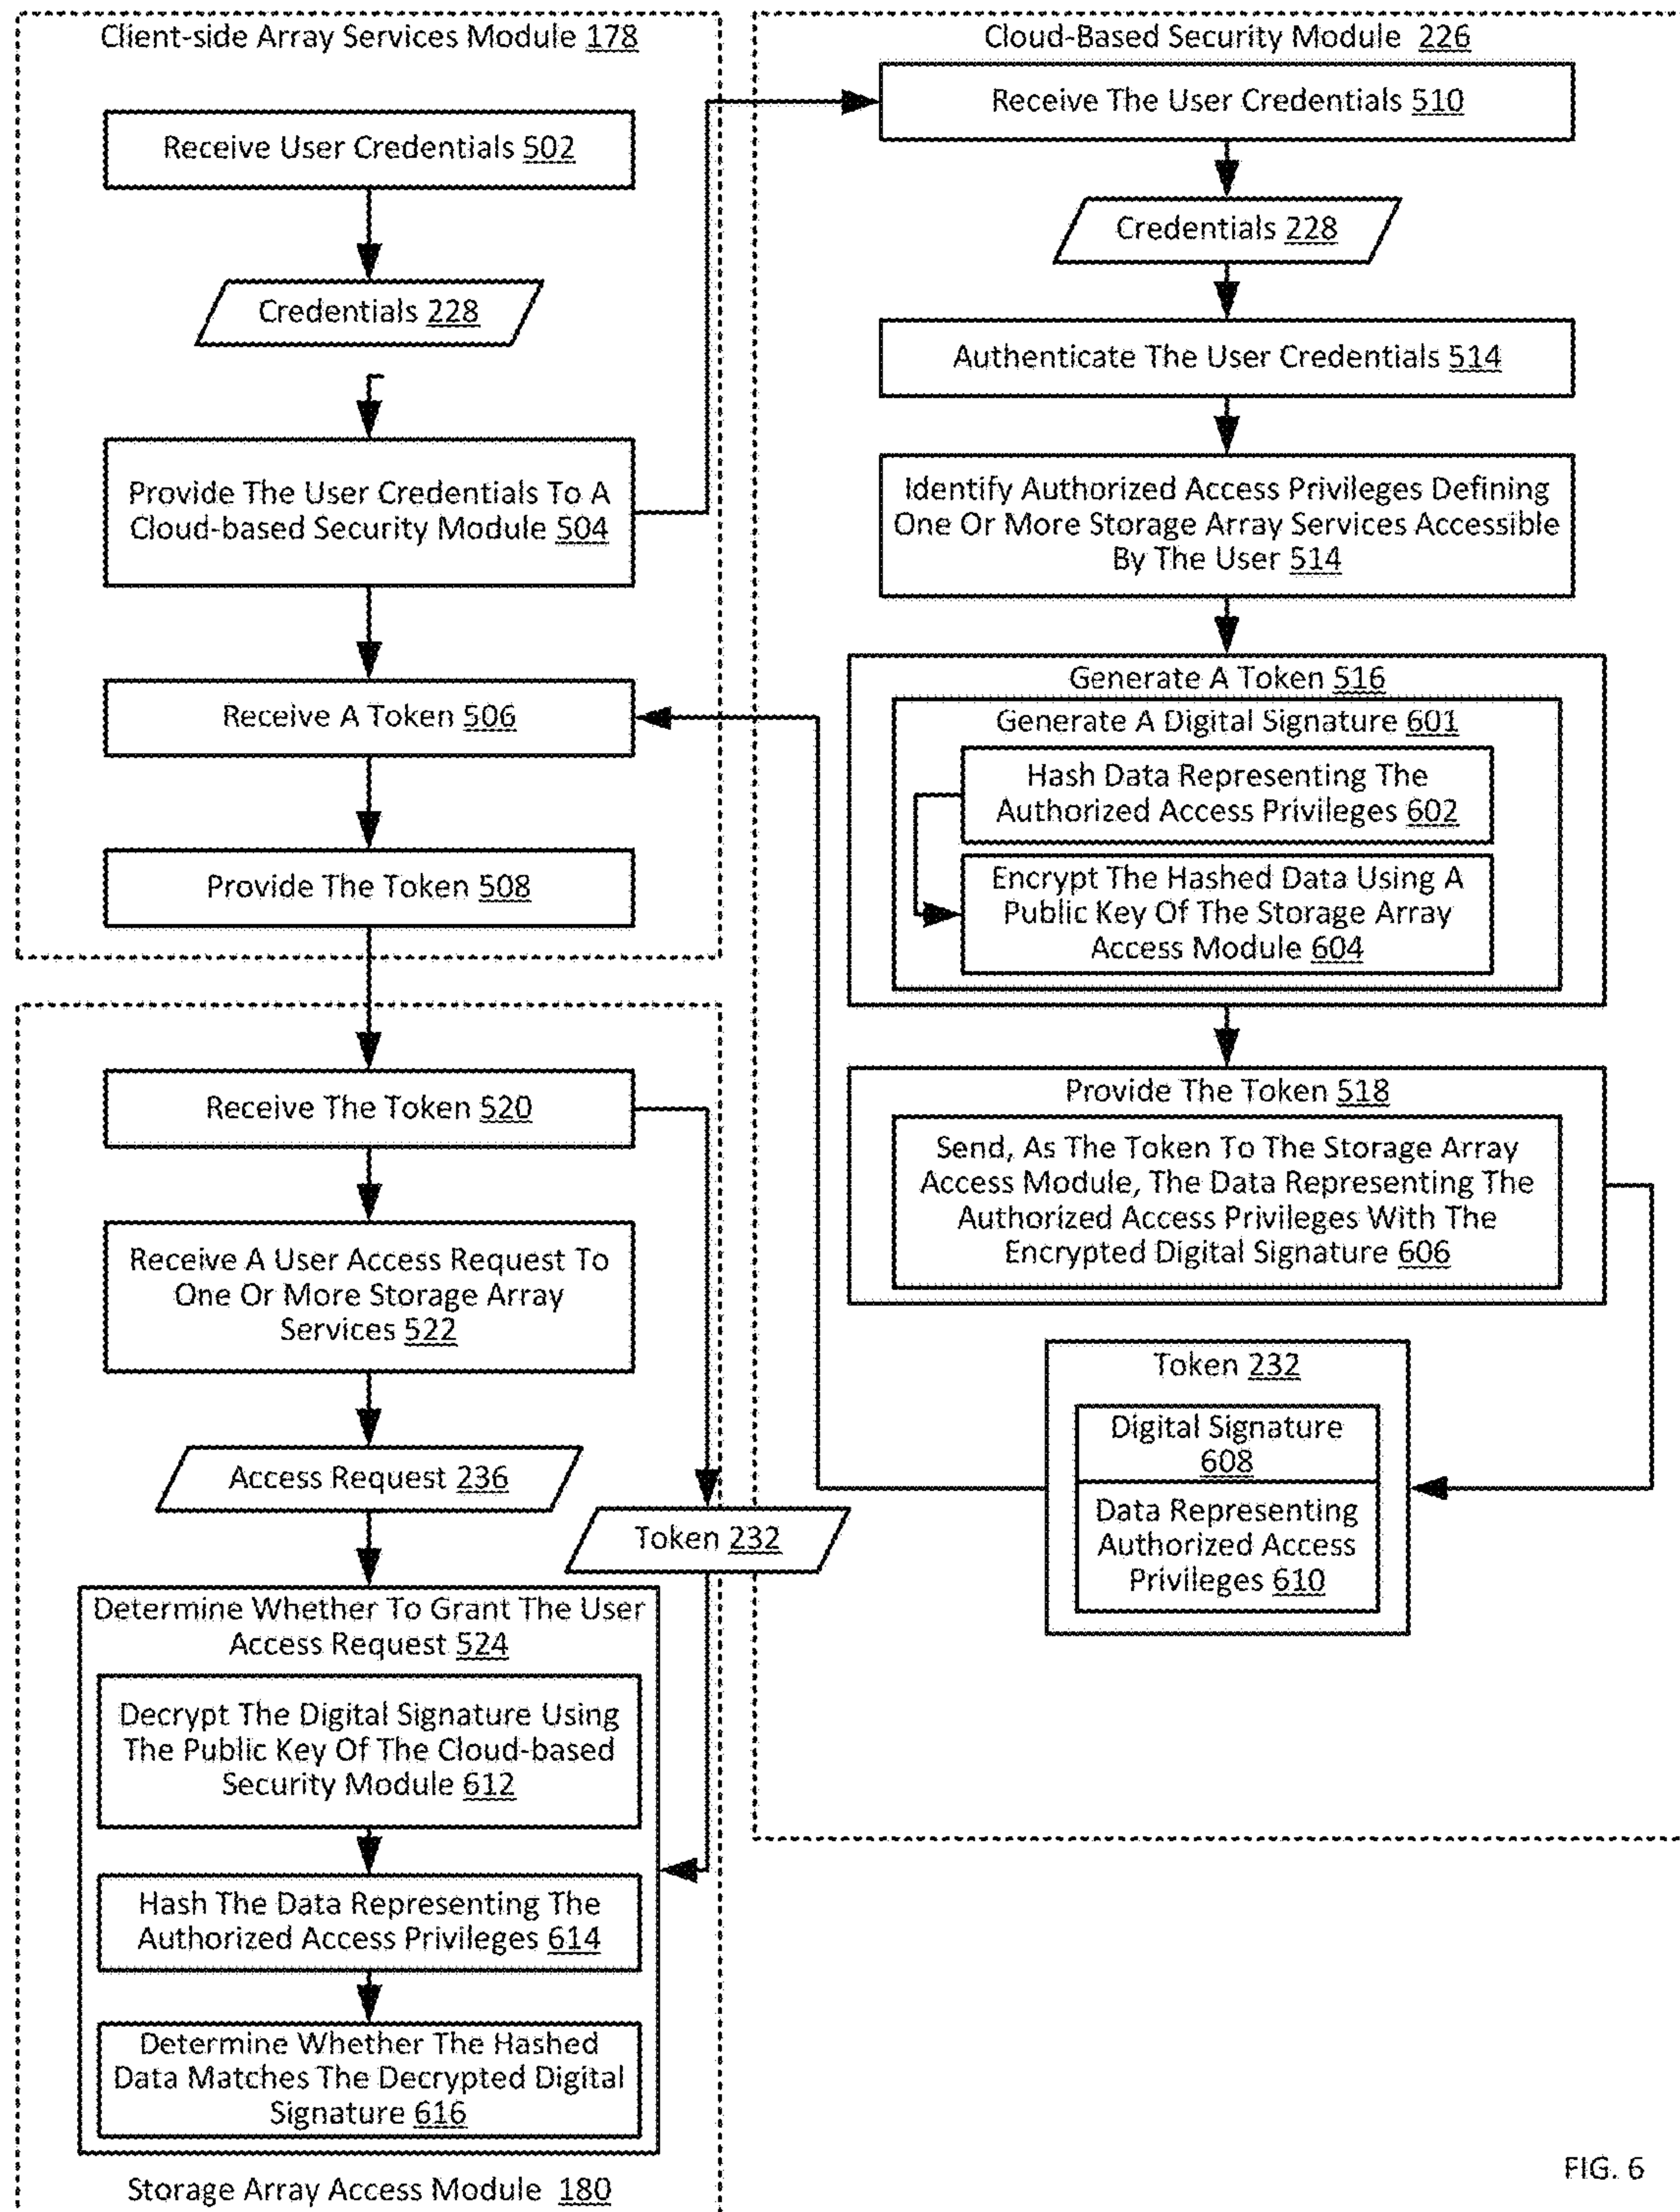 Client-side Array Services Module 178
Receive User Credentials 502
Credentials 228
Provide The User Credentials To A
Cloud-based Security Module 504
Receive A Token 506
Provide The Token 508
Cloud-Based Security Module 226
Receive The User Credentials 510
Credentials 228
Authenticate The User Credentials 514
Identify Authorized Access Privileges Defining
One Or More Storage Array Services Accessible
By The User 514
Generate A Token 516
Generate A Digital Signature 601
Hash Data Representing The
Authorized Access Privileges 602
Encrypt The Hashed Data Using A
Public Key Of The Storage Array
Access Module 604
Provide The Token 518
Send, As The Token To The Storage Array
Access Module, The Data Representing The
Authorized Access Privileges With The
Encrypted Digital Signature 606
Token 232
Digital Signature
608
Data Representing
Authorized Access
Privileges 610
Receive The Token 520
Receive A User Access Request To
One Or More Storage Array
Services 522
Access Request 236
Token 232
Determine Whether To Grant The User
Access Request 524
Decrypt The Digital Signature Using
The Public Key Of The Cloud-based
Security Module 612
Hash The Data Representing The
Authorized Access Privileges 614
Determine Whether The Hashed
Data Matches The Decrypted Digital
Signature 616
Storage Array Access Module 180
FIG. 6